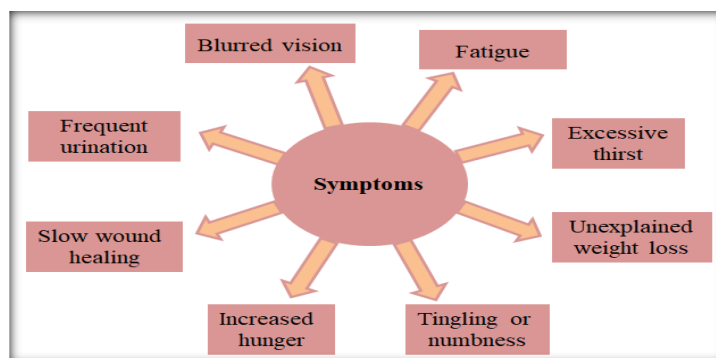 Blurred vision
Fatigue
Frequent
urination
Excessive
thirst
Symptoms
Slow wound
healing
Unexplained
weight loss
Increased
hunger
Tingling or
numbness